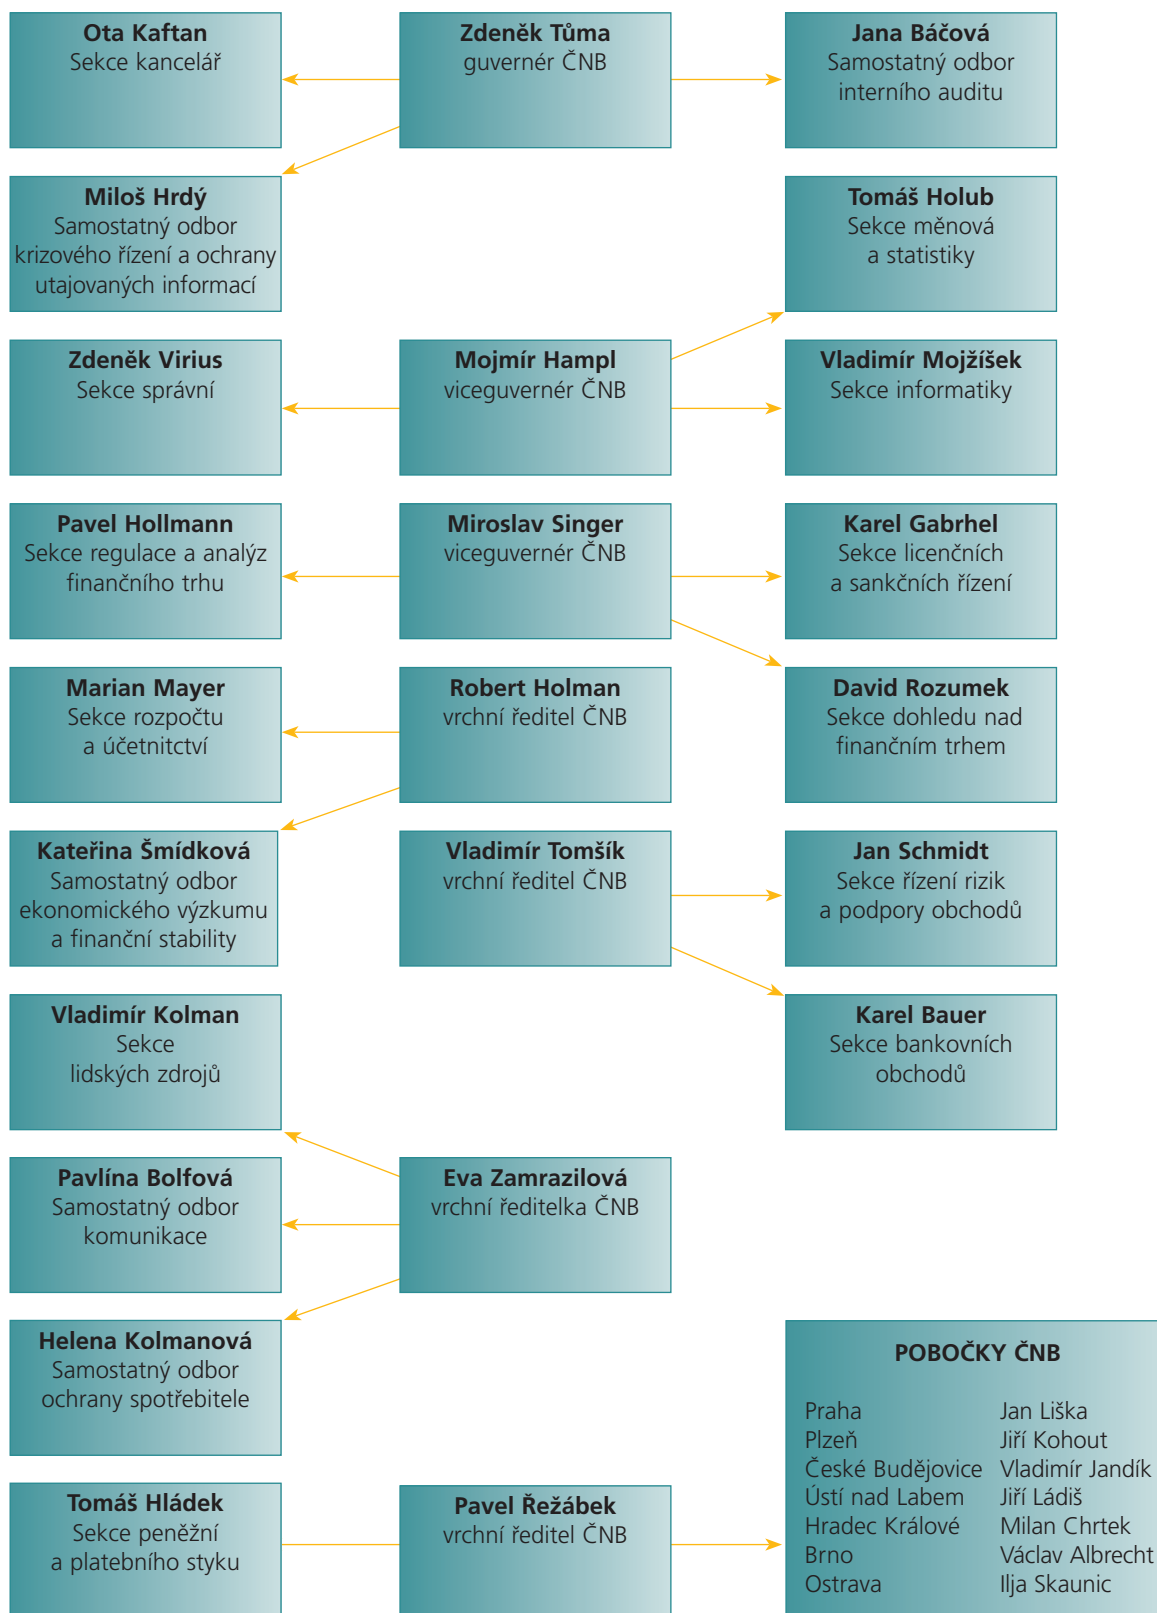 Ota Kaftan
Sekce kancelář
Zdeněk Tůma
guvernér ČNB
Jana Báčová
Samostatný odbor
interního auditu
Miloš Hrdý
Samostatný odbor
krizového řízení a ochrany
utajovaných informací
Tomáš Holub
Sekce měnová
a statistiky
Zdeněk Virius
Sekce správní
Mojmír Hampl
viceguvernér ČNB
Vladimír Mojžíšek
Sekce informatiky
Pavel Hollmann
Sekce regulace a analýz
finančního trhu
Miroslav Singer
viceguvernér ČNB
Karel Gabrhel
Sekce licenčních
a sankčních řízení
Marian Mayer
Sekce rozpočtu
a účetnitctví
Robert Holman
vrchní ředitel ČNB
David Rozumek
Sekce dohledu nad
finančním trhem
Kateřina Šmídková
Samostatný odbor
ekonomického výzkumu
a finanční stability
Vladimír Tomšík
vrchní ředitel ČNB
Jan Schmidt
Sekce řízení rizik
a podpory obchodů
Vladimír Kolman
Sekce
lidských zdrojů
Karel Bauer
Sekce bankovních
obchodů
Pavlína Bolfová
Samostatný odbor
komunikace
Eva Zamrazilová
vrchní ředitelka ČNB
Helena Kolmanová
Samostatný odbor
ochrany spotřebitele
Tomáš Hládek
Sekce peněžní
a platebního styku
Pavel Řežábek
vrchní ředitel ČNB
POBOČKY ČNB
Praha Jan Liška
Plzeň Jiří Kohout
České Budějovice Vladimír Jandík
Ústí nad Labem Jiří Ládiš
Hradec Králové Milan Chrtek
Brno Václav Albrecht
Ostrava Ilja Skaunic